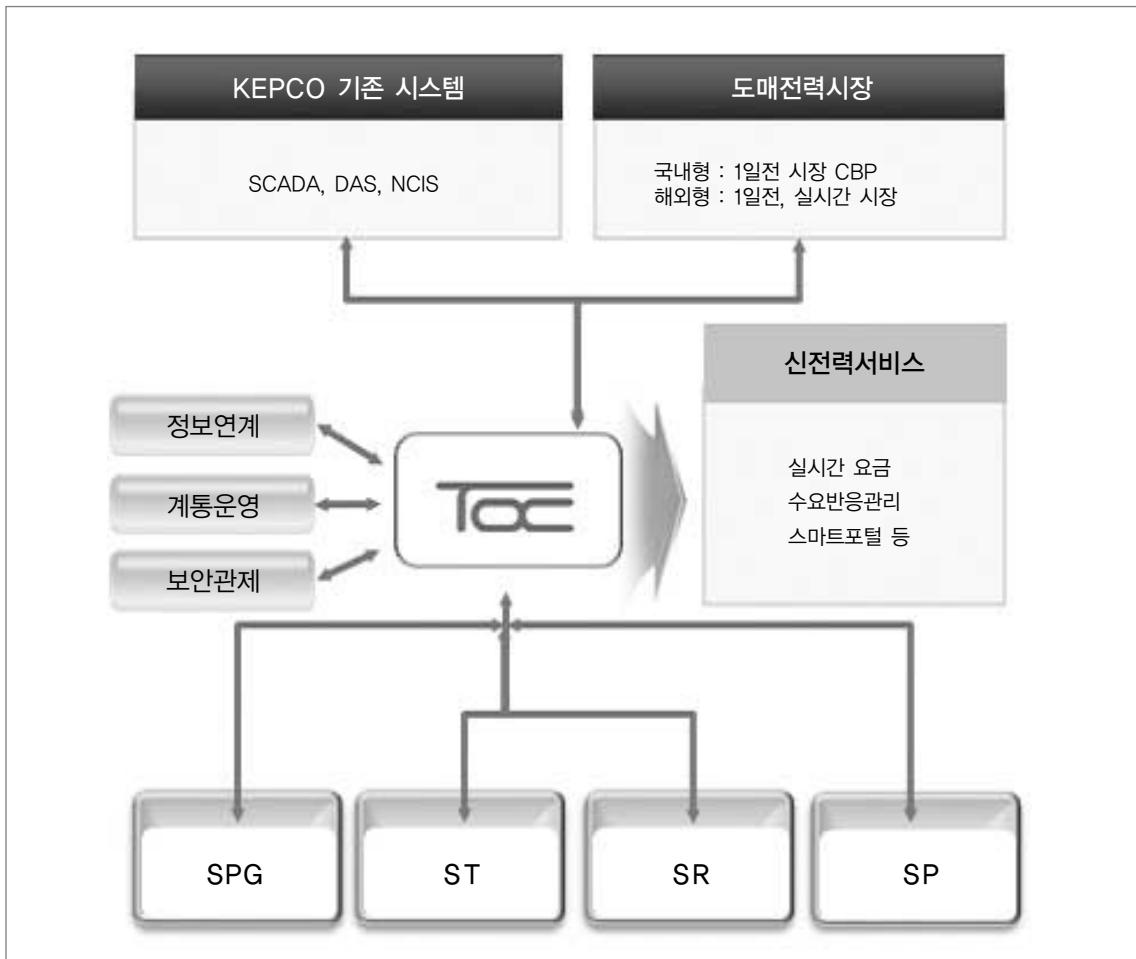 KEPCO 기존 시스템
도매전력시장
SCADA, DAS, NCIS
국내형 : 1일전 시장 CBP
해외형 : 1일전, 실시간 시장
신전력서비스
실시간 요금
수요반응관리
스마트포털 등
정보연계
계통운영
보안관제
TOC
SPG
ST
SR
SP